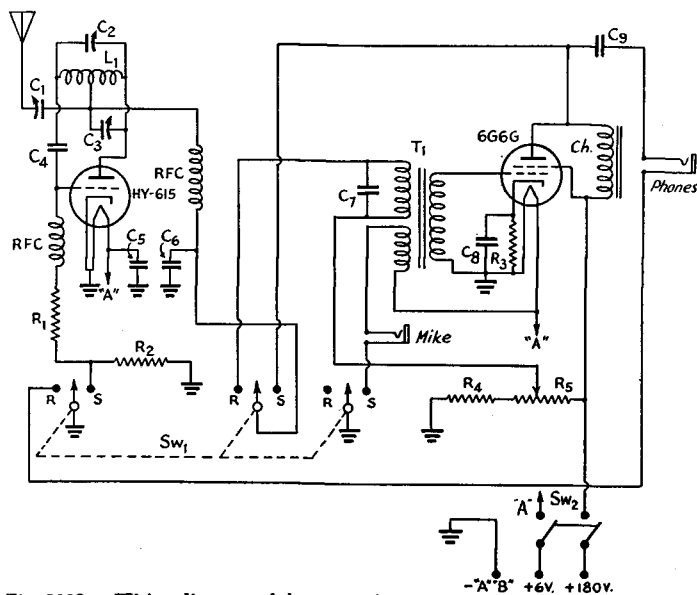 C2
L1
C1
C3
C4
HY-615
RFC
RFC
C5
C6
"A"
R1
R2
R
S
Sw1
R
S
R
S
T1
C7
6G6G
C8
R3
"A"
Ch.
C9
Phones
Mike
R4
R5
"A"
Sw2
-"A""B"
+6V.
+180V.